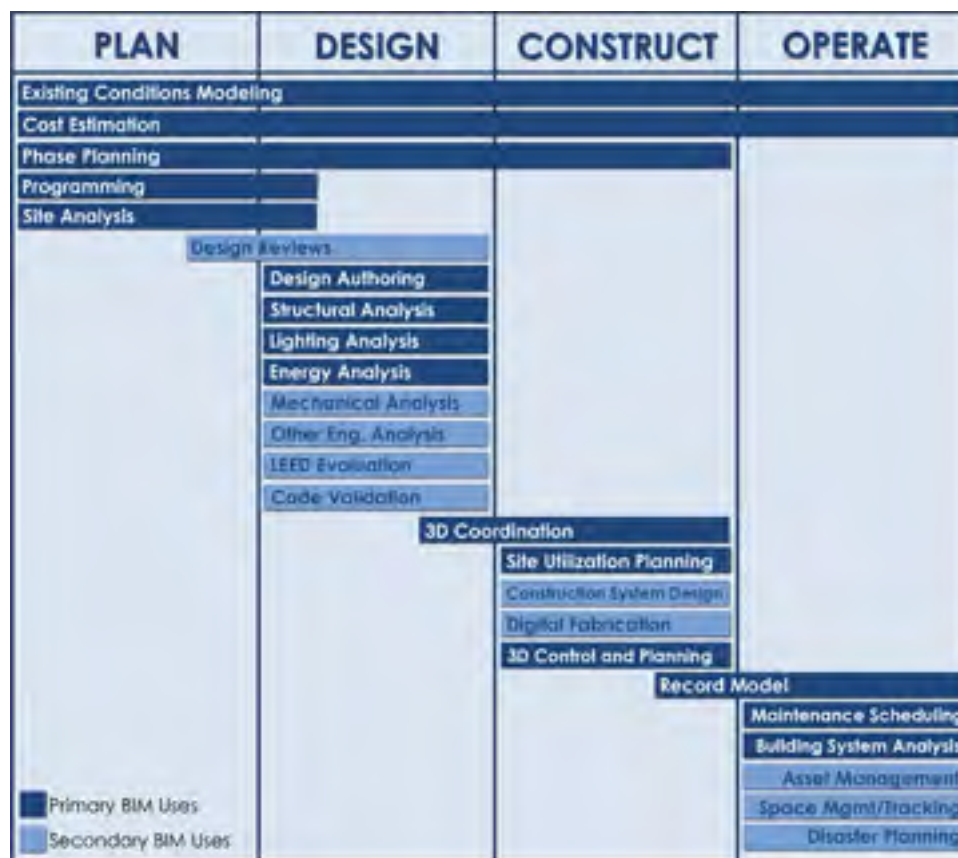 PLAN
DESIGN
CONSTRUCT
OPERATE
Existing Conditions Modeling
Cost Estimation
Phase Planning
Programming
Site Analysis
Design Reviews
Design Authoring
Structural Analysis
Lighting Analysis
Energy Analysis
Mechanical Analysis
Other Eng. Analysis
LEED Evaluation
Code Validation
3D Coordination
Site Utilization Planning
Construction System Design
Digital Fabrication
3D Control and Planning
Record Model
Maintenance Scheduling
Building System Analysis
Asset Management
Space Mgmt/Tracking
Disaster Planning
Primary BIM Uses
Secondary BIM Uses